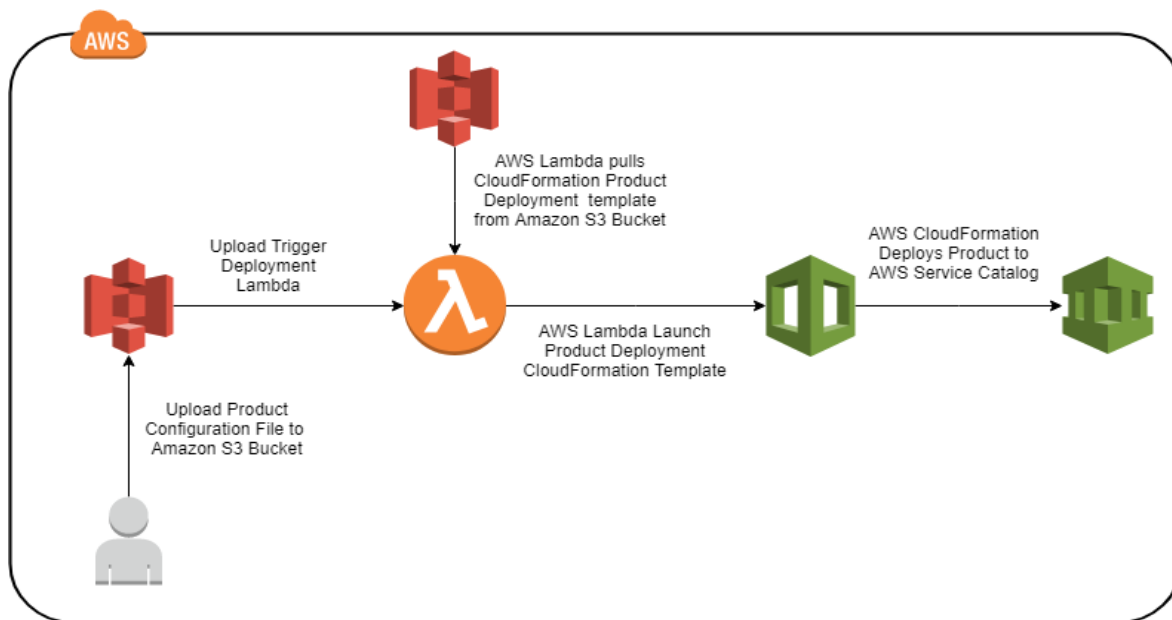 AWS
AWS Lambda pulls
CloudFormation Product
Deployment  template
from Amazon S3 Bucket
Upload Trigger
Deployment
Lambda
AWS CloudFormation
Deploys Product to
AWS Service Catalog
AWS Lambda Launch
Product Deployment
CloudFormation Template
Upload Product
Configuration File to
Amazon S3 Bucket